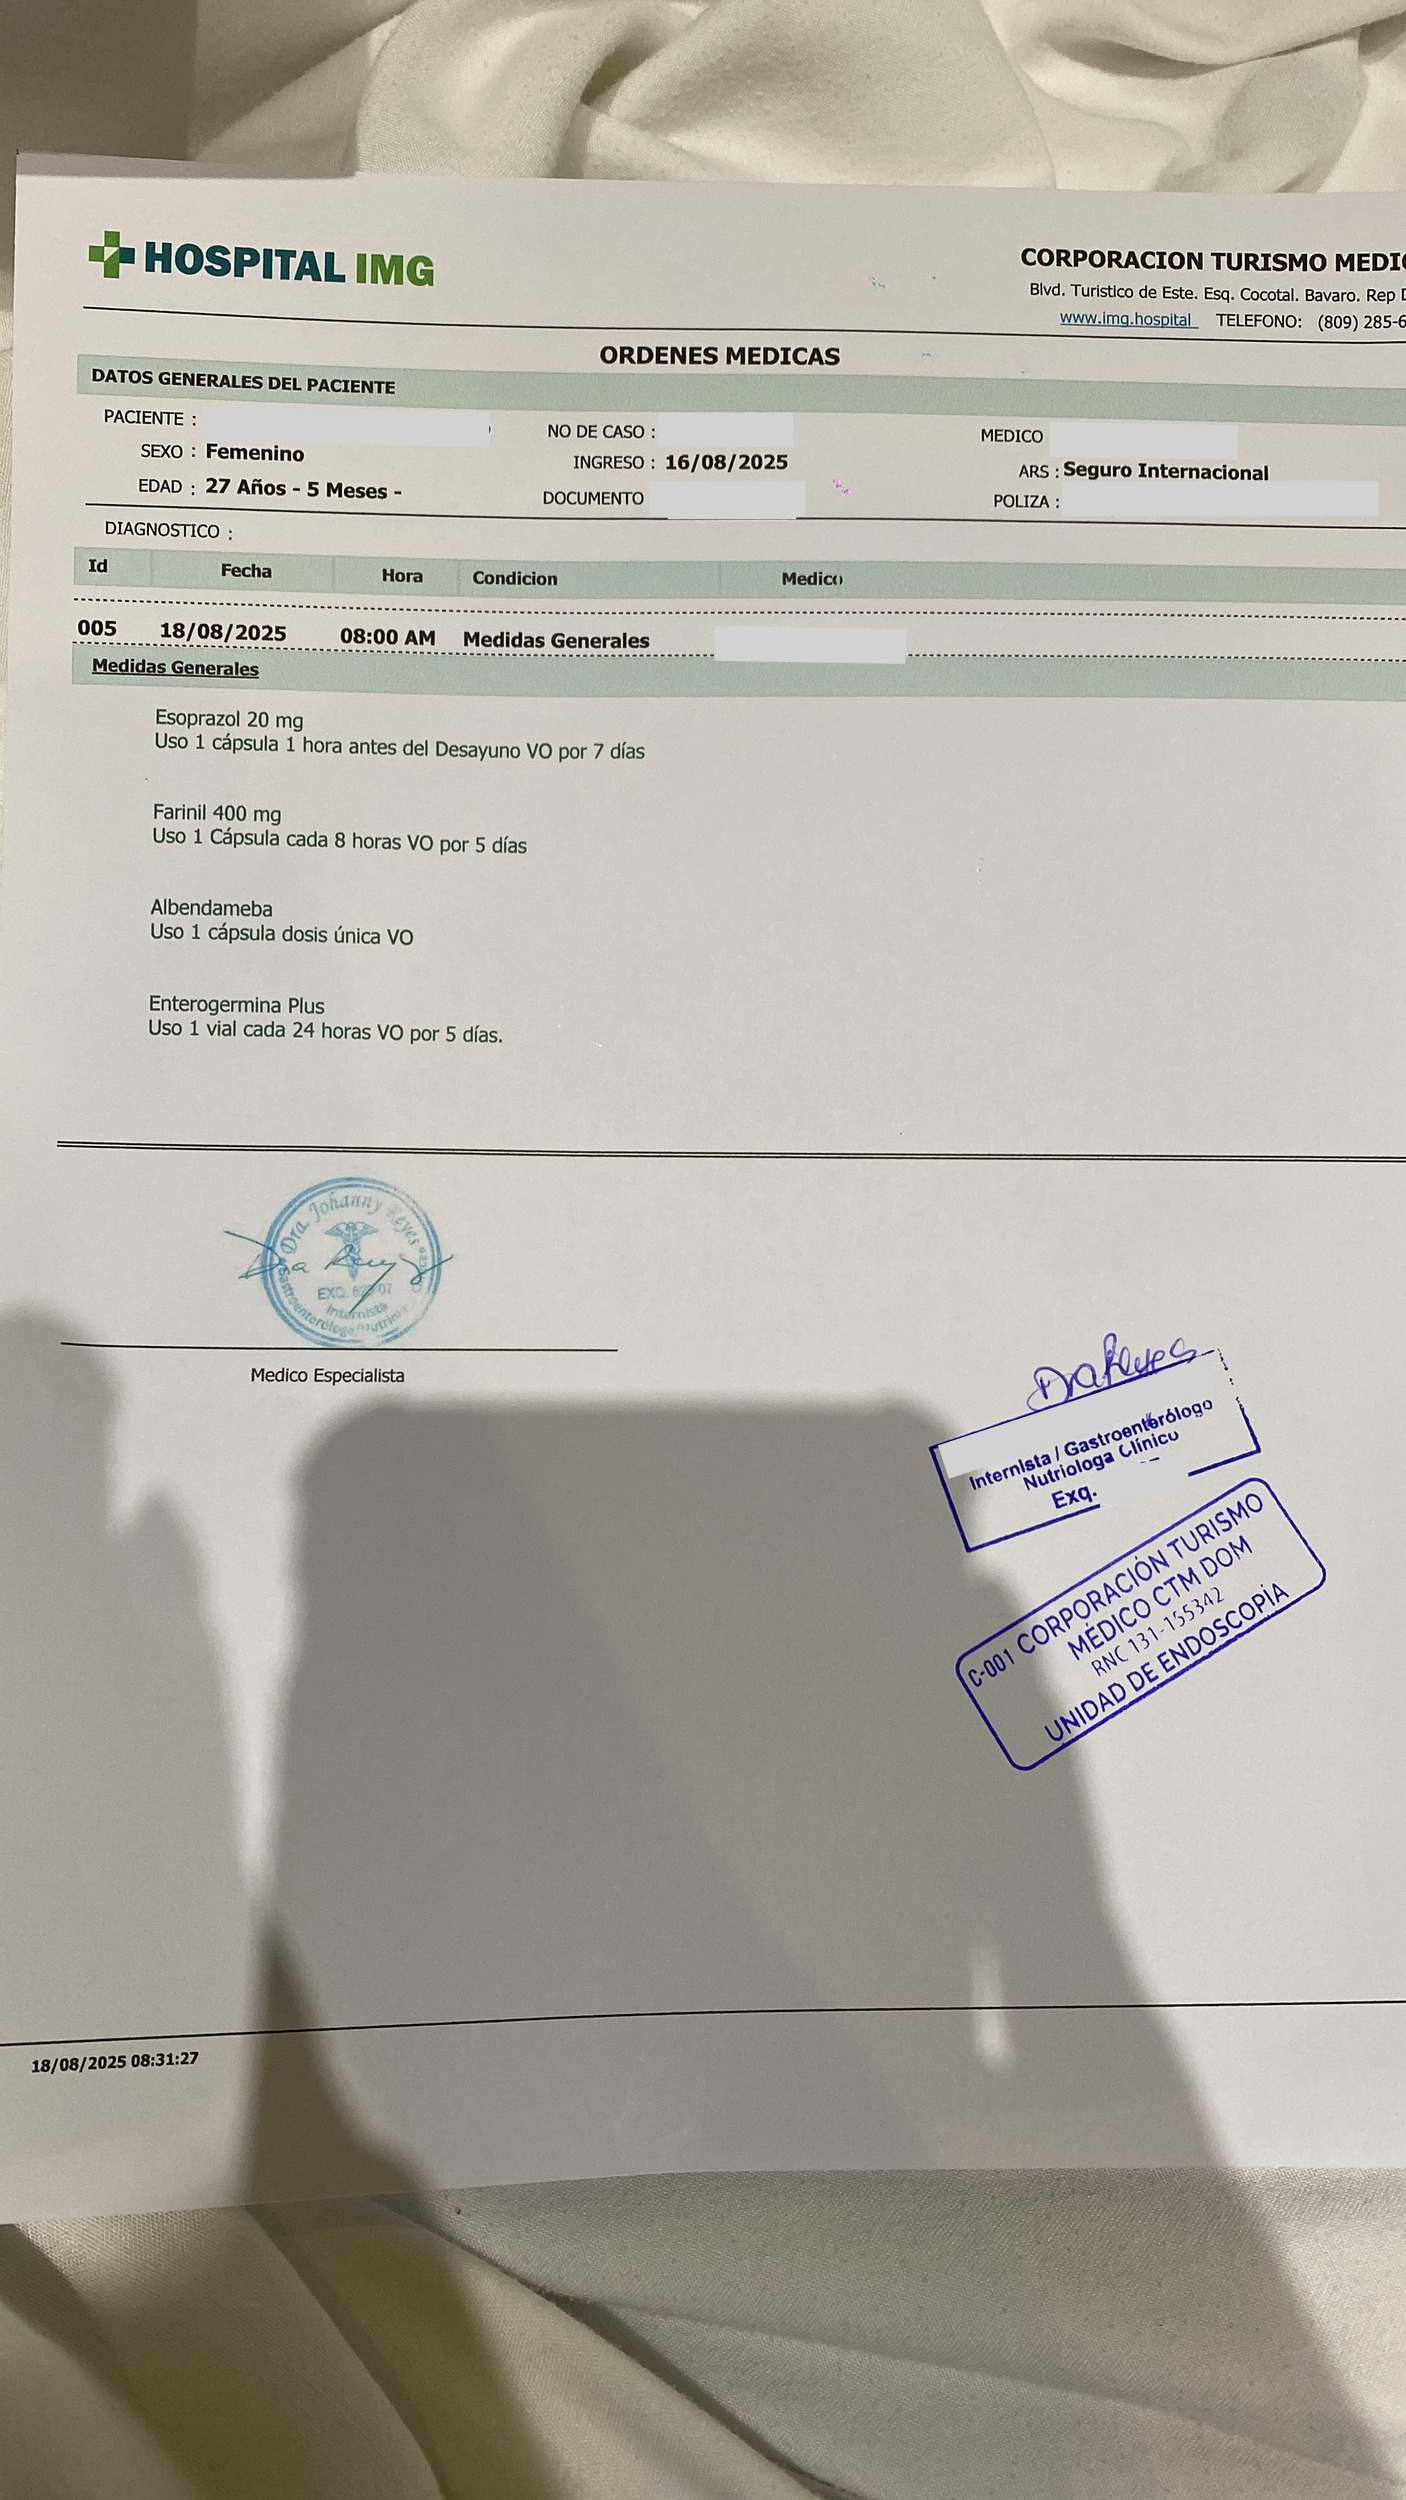 HOSPITAL IMG
CORPORACION TURISMO MEDIC
Blvd. Turistico de Este. Esq. Cocotal. Bavaro. Rep D
www.img.hospital TELEFONO: (809) 285-6
ORDENES MEDICAS
DATOS GENERALES DEL PACIENTE
PACIENTE : NO DE CASO : MEDICO
SEXO : Femenino INGRESO : 16/08/2025 ARS : Seguro Internacional
EDAD : 27 Años - 5 Meses - DOCUMENTO POLIZA :
DIAGNOSTICO :
Id Fecha Hora Condicion Medico
005 18/08/2025 08:00 AM Medidas Generales
Medidas Generales
Esoprazol 20 mg
Uso 1 cápsula 1 hora antes del Desayuno VO por 7 días
Farinil 400 mg
Uso 1 Cápsula cada 8 horas VO por 5 días
Albendameba
Uso 1 cápsula dosis única VO
Enterogermina Plus
Uso 1 vial cada 24 horas VO por 5 días.
Dra. Johanny Reyes
EXQ.
Internista
Gastroenteróloga
Medico Especialista
Dra Reyes
Internista / Gastroenterólogo
Nutriologa Clínico
Exq.
C-001 CORPORACIÓN TURISMO
MÉDICO CTM DOM
RNC 131-155342
UNIDAD DE ENDOSCOPÍA
18/08/2025 08:31:27